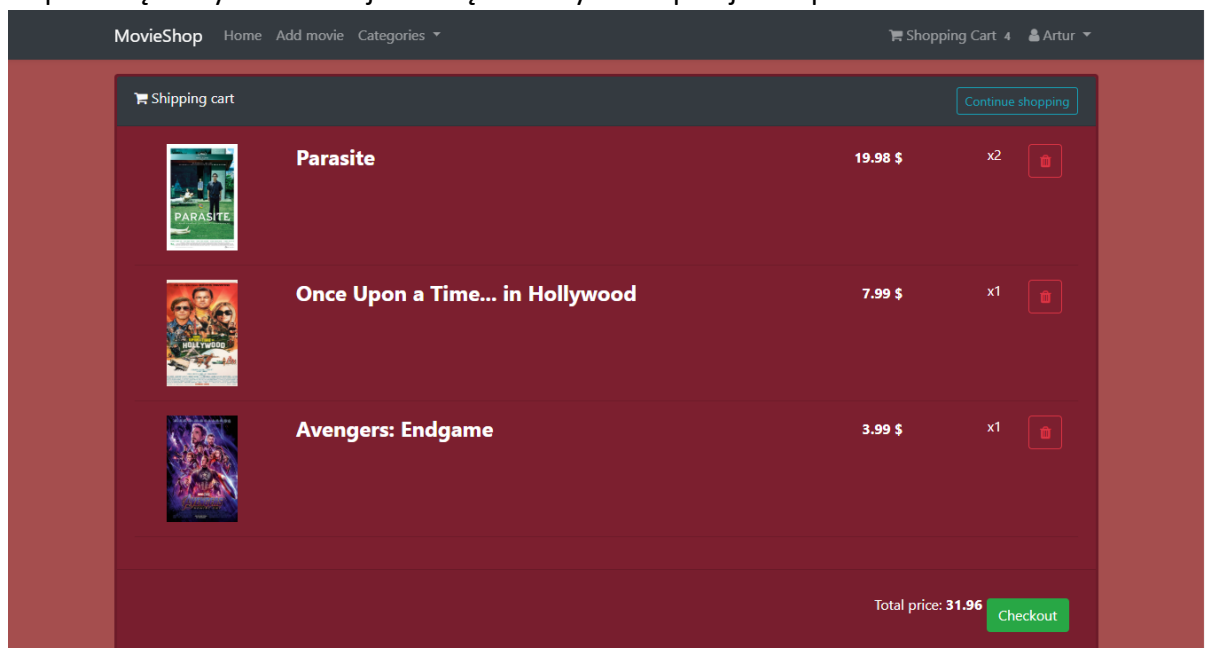 MovieShop Home Add movie Categories Shopping Cart 4 Artur
Shipping cart Continue shopping
Parasite 19.98 $ x2
PARASITE
Once Upon a Time... in Hollywood 7.99 $ x1
HOLLYWOOD
Avengers: Endgame 3.99 $ x1
Total price: 31.96 Checkout